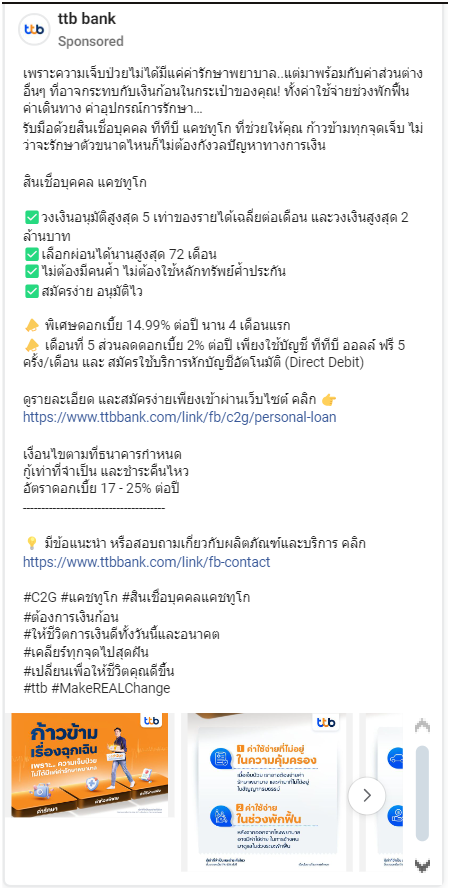 ttb bank
Sponsored
เพราะความเจ็บป่วยไม่ได้มีแค่ค่ารักษาพยาบาล..แต่มาพร้อมกับค่าส่วนต่าง
อื่นๆ ที่อาจกระทบกับเงินก้อนในกระเป๋าของคุณ! ทั้งค่าใช้จ่ายช่วงพักฟื้น
ค่าเดินทาง ค่าอุปกรณ์การรักษา...
รับมือด้วยสินเชื่อบุคคล ทีทีบี แคชทูโก ที่ช่วยให้คุณ ก้าวข้ามทุกจุดเจ็บ ไม่
ว่าจะรักษาตัวขนาดไหนก็ไม่ต้องกังวลปัญหาทางการเงิน
สินเชื่อบุคคล แคชทูโก
✅วงเงินอนุมัติสูงสุด 5 เท่าของรายได้เฉลี่ยต่อเดือน และวงเงินสูงสุด 2
ล้านบาท
✅เลือกผ่อนได้นานสูงสุด 72 เดือน
✅ไม่ต้องมีคนค้ำ ไม่ต้องใช้หลักทรัพย์ค้ำประกัน
✅สมัครง่าย อนุมัติไว
📣 พิเศษดอกเบี้ย 14.99% ต่อปี นาน 4 เดือนแรก
📣 เดือนที่ 5 ส่วนลดดอกเบี้ย 2% ต่อปี เพียงใช้บัญชี ทีทีบี ออลล์ ฟรี 5
ครั้ง/เดือน และ สมัครใช้บริการหักบัญชีอัตโนมัติ (Direct Debit)
ดูรายละเอียด และสมัครง่ายเพียงเข้าผ่านเว็บไซต์ คลิก 👉
https://www.ttbbank.com/link/fb/c2g/personal-loan
เงื่อนไขตามที่ธนาคารกำหนด
กู้เท่าที่จำเป็น และชำระคืนไหว
อัตราดอกเบี้ย 17 - 25% ต่อปี
---------------------------------------
💡 มีข้อแนะนำ หรือสอบถามเกี่ยวกับผลิตภัณฑ์และบริการ คลิก
https://www.ttbbank.com/link/fb-contact
#C2G #แคชทูโก #สินเชื่อบุคคลแคชทูโก
#ต้องการเงินก้อน
#ให้ชีวิตการเงินดีทั้งวันนี้และอนาคต
#เคลียร์ทุกจุดไปสุดฝัน
#เปลี่ยนเพื่อให้ชีวิตคุณดีขึ้น
#ttb #MakeREALChange
ttb
ก้าวข้าม
เรื่องฉุกเฉิน
เพราะ... ความเจ็บป่วย
ไม่ได้มีแค่ค่ารักษาพยาบาล
ค่ารักษา
ttb
1 ค่าใช้จ่ายที่ไม่อยู่
ในความคุ้มครอง
2 ค่าใช้จ่าย
ในช่วงพักฟื้น